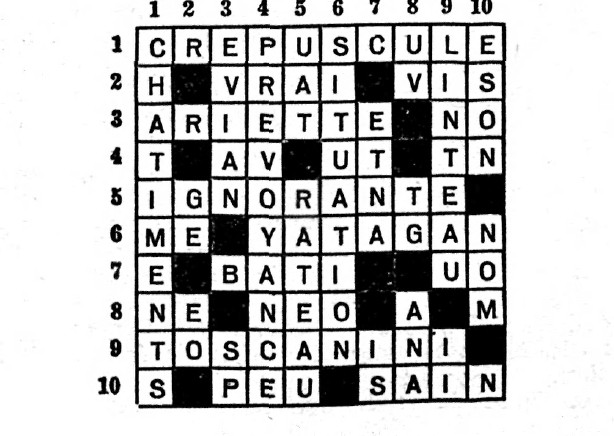 1 2 3 4 5 6 7 8 9 10
1 C R E P U S C U L E
2 H V R A I V I S
3 A R I E T T E N O
4 T A V U T T N
5 I G N O R A N T E
6 M E Y A T A G A N
7 E B A T I U O
8 N E N E O A M
9 T O S C A N I N I
10 S P E U S A I N